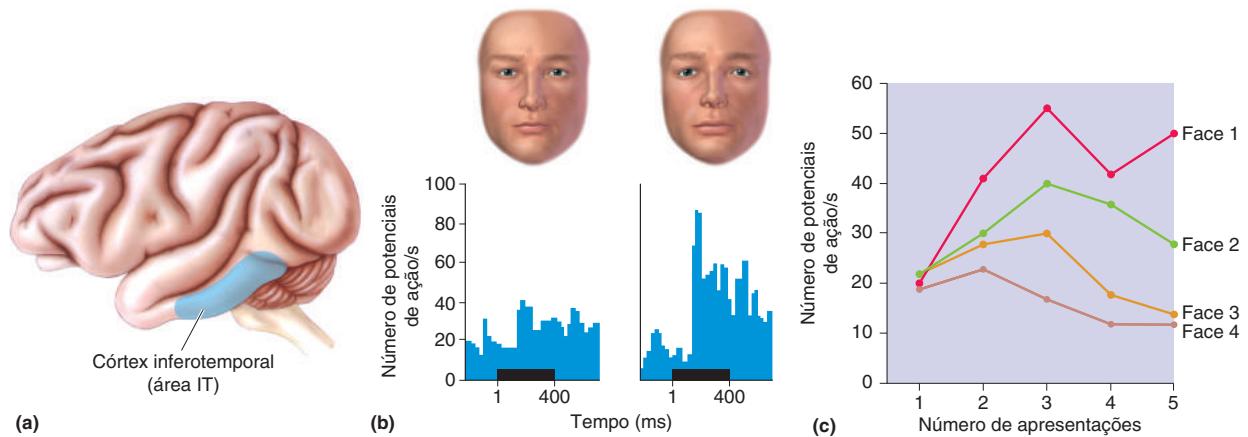 Córtex inferotemporal
(área IT)
(a)
Número de potenciais
de ação/s
100
80
60
40
20
0
1
400
1
400
Tempo (ms)
(b)
Número de potenciais
de ação/s
60
50
40
30
20
10
0
Face 1
Face 2
Face 3
Face 4
1
2
3
4
5
Número de apresentações
(c)